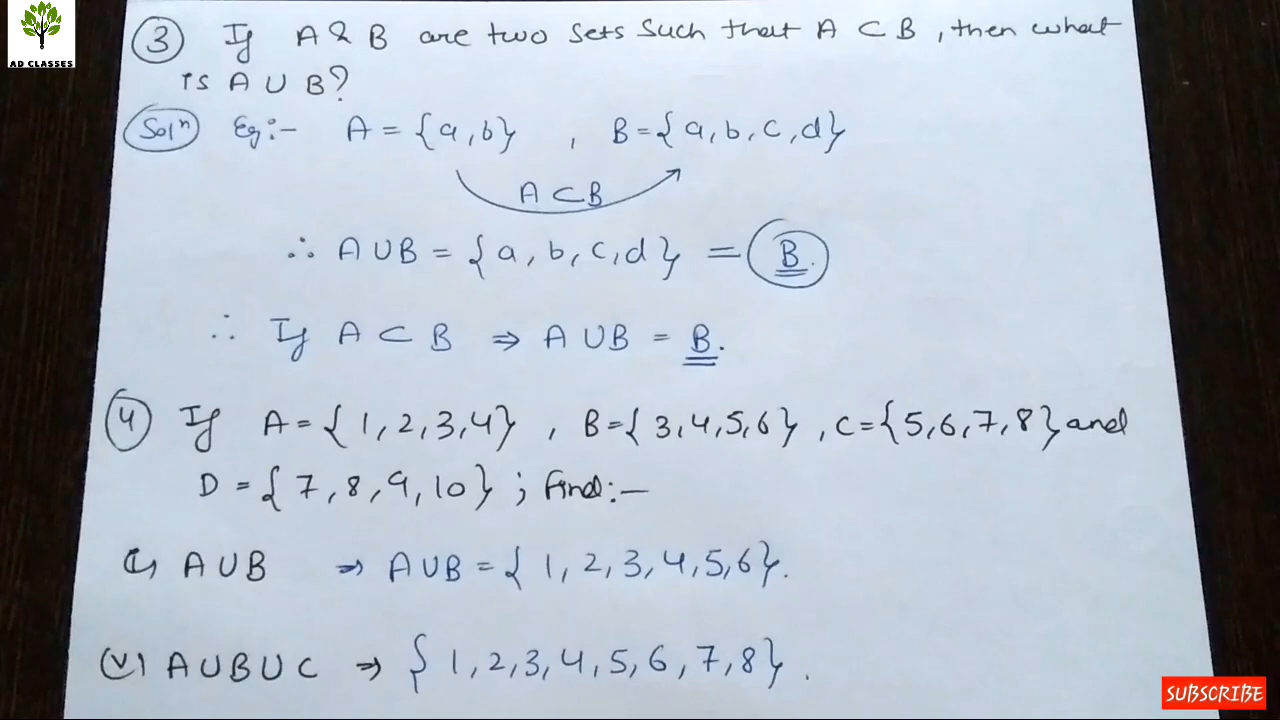 AD CLASSES
(3) If A & B are two sets such that A ⊂ B, then what
is A ∪ B?
Solⁿ Eg:- A = {a, b} , B = {a, b, c, d}
A ⊂ B
∴ A ∪ B = {a, b, c, d} = B.
∴ If A ⊂ B ⇒ A ∪ B = B.
(4) If A = {1, 2, 3, 4} , B = {3, 4, 5, 6} , C = {5, 6, 7, 8} and
D = {7, 8, 9, 10} ; find:-
(i) A ∪ B ⇒ A ∪ B = {1, 2, 3, 4, 5, 6}.
(v) A ∪ B ∪ C ⇒ {1, 2, 3, 4, 5, 6, 7, 8}.
SUBSCRIBE